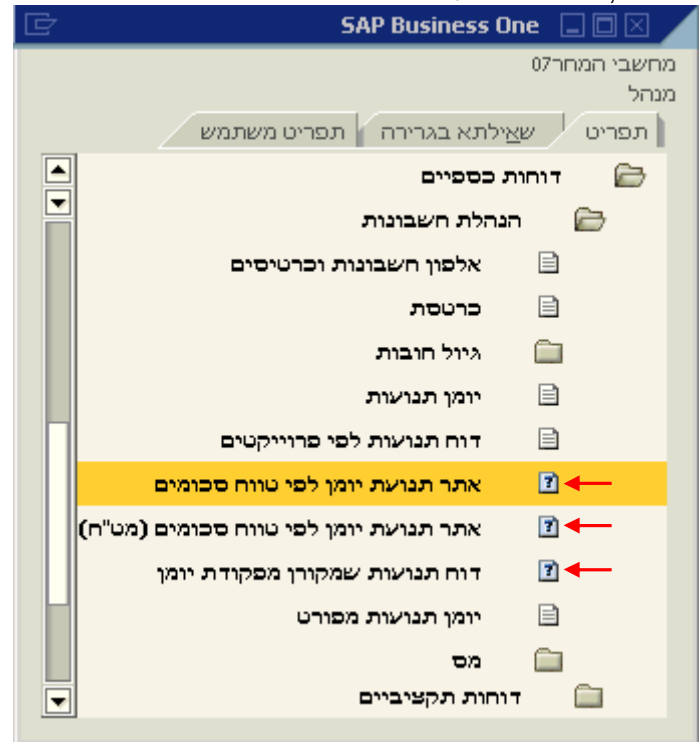 SAP Business One
מחשבי המחר07
מנהל
תפריט שאילתא בגרירה תפריט משתמש
דוחות כספיים
הנהלת חשבונות
אלפון חשבונות וכרטיסים
כרטסת
גיול חובות
יומן תנועות
דוח תנועות לפי פרוייקטים
אתר תנועת יומן לפי טווח סכומים
אתר תנועת יומן לפי טווח סכומים (מט"ח)
דוח תנועות שמקורן מפקודת יומן
יומן תנועות מפורט
מס
דוחות תקציביים